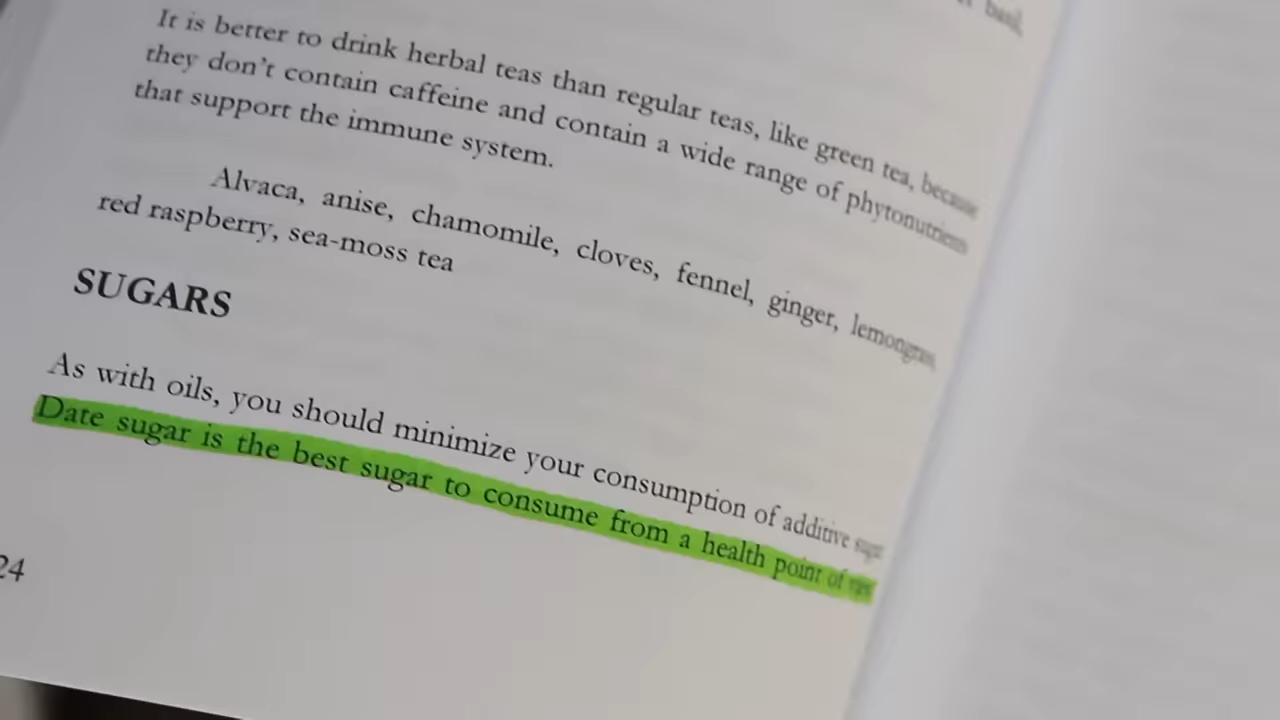 basil,
It is better to drink herbal teas than regular teas, like green tea, because
they don't contain caffeine and contain a wide range of phytonutrients
that support the immune system.
Alvaca, anise, chamomile, cloves, fennel, ginger, lemongrass,
red raspberry, sea-moss tea
SUGARS
As with oils, you should minimize your consumption of additive sugar
Date sugar is the best sugar to consume from a health point of view
24